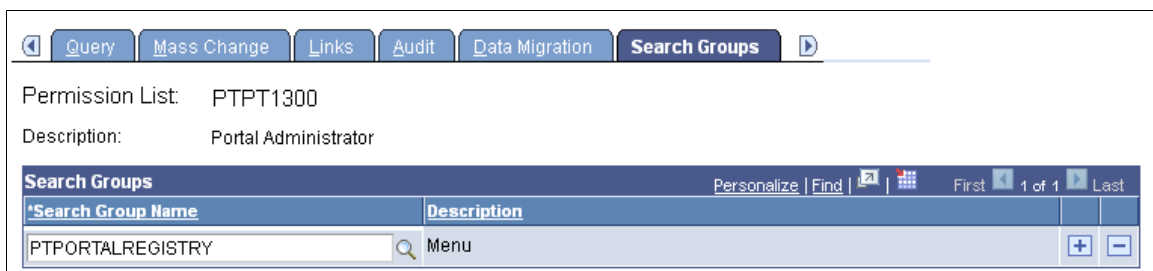 Query Mass Change Links Audit Data Migration Search Groups
Permission List: PTPT1300
Description: Portal Administrator
Search Groups Personalize | Find | | First 1 of 1 Last
*Search Group Name Description
PTPORTALREGISTRY Menu